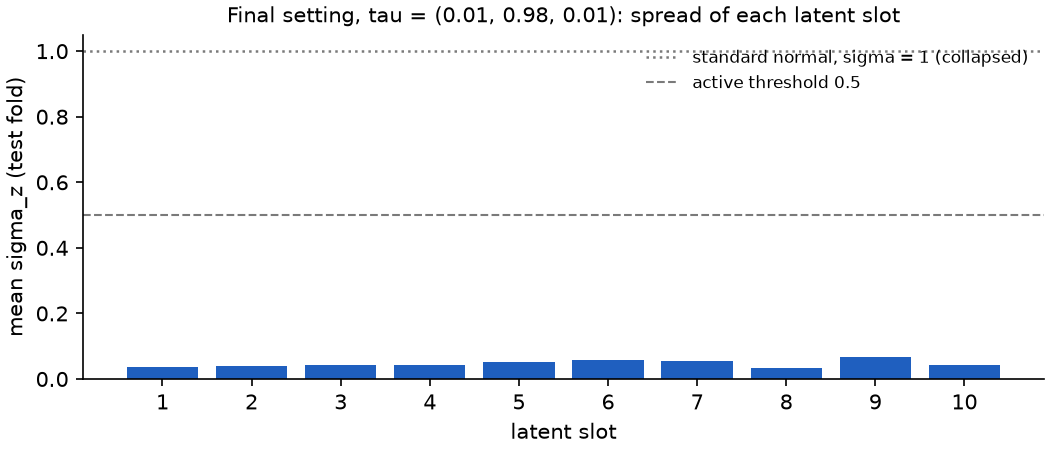 Final setting, tau = (0.01, 0.98, 0.01): spread of each latent slot
standard normal, sigma = 1 (collapsed)
active threshold 0.5
mean sigma_z (test fold)
1.0
0.8
0.6
0.4
0.2
0.0
1 2 3 4 5 6 7 8 9 10
latent slot